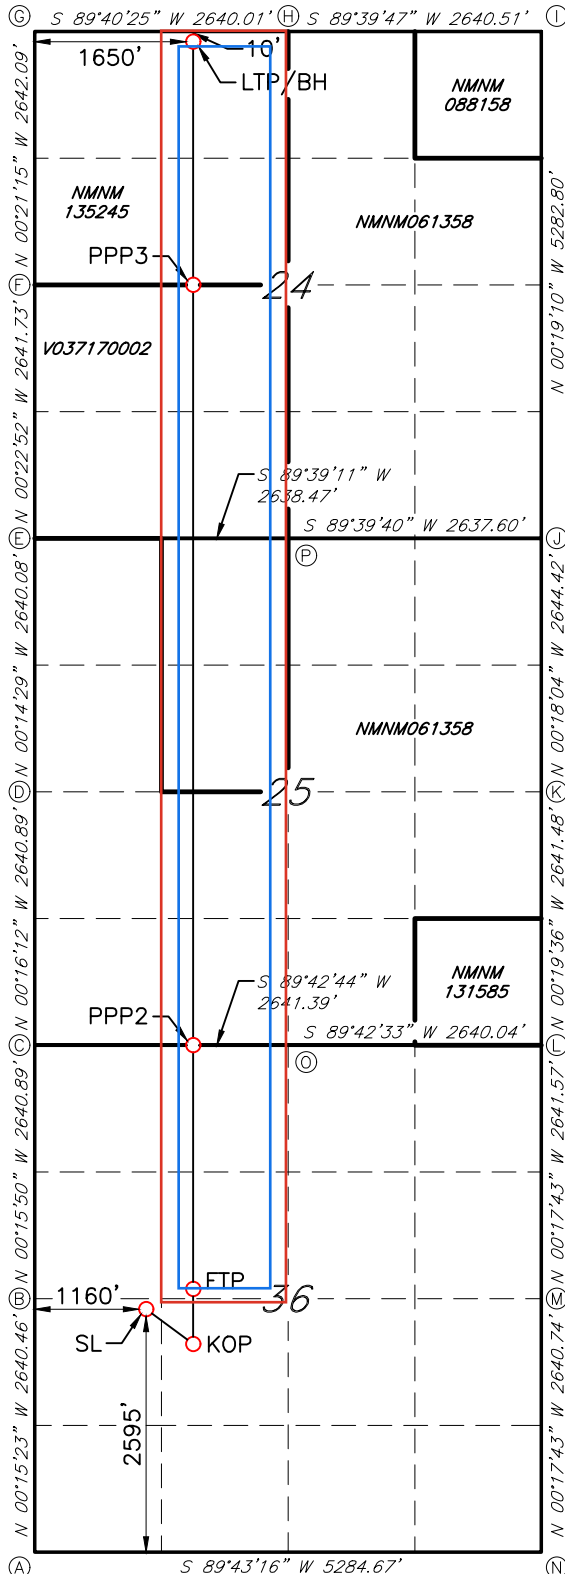 G S 89°40'25" W 2640.01' H S 89°39'47" W 2640.51' I
1650'
10'
LTP/BH
NMNM
088158
N 00°21'15" W 2642.09'
NMNM
135245
NMNM061358
N 00°19'10" W 5282.80'
PPP3
F
24
V037170002
N 00°22'52" W 2641.73'
S 89°39'11" W
2638.47'
S 89°39'40" W 2637.60'
E
J
P
N 00°14'29" W 2640.08'
NMNM061358
N 00°18'04" W 2644.42'
D
25
K
N 00°16'12" W 2640.89'
S 89°42'44" W
2641.39'
NMNM
131585
N 00°19'36" W 2641.48'
PPP2
S 89°42'33" W 2640.04'
C
L
O
N 00°15'50" W 2640.89'
N 00°17'43" W 2641.57'
FTP
1160'
B
36
M
SL
KOP
2595'
N 00°15'23" W 2640.46'
N 00°17'43" W 2640.74'
A S 89°43'16" W 5284.67' N